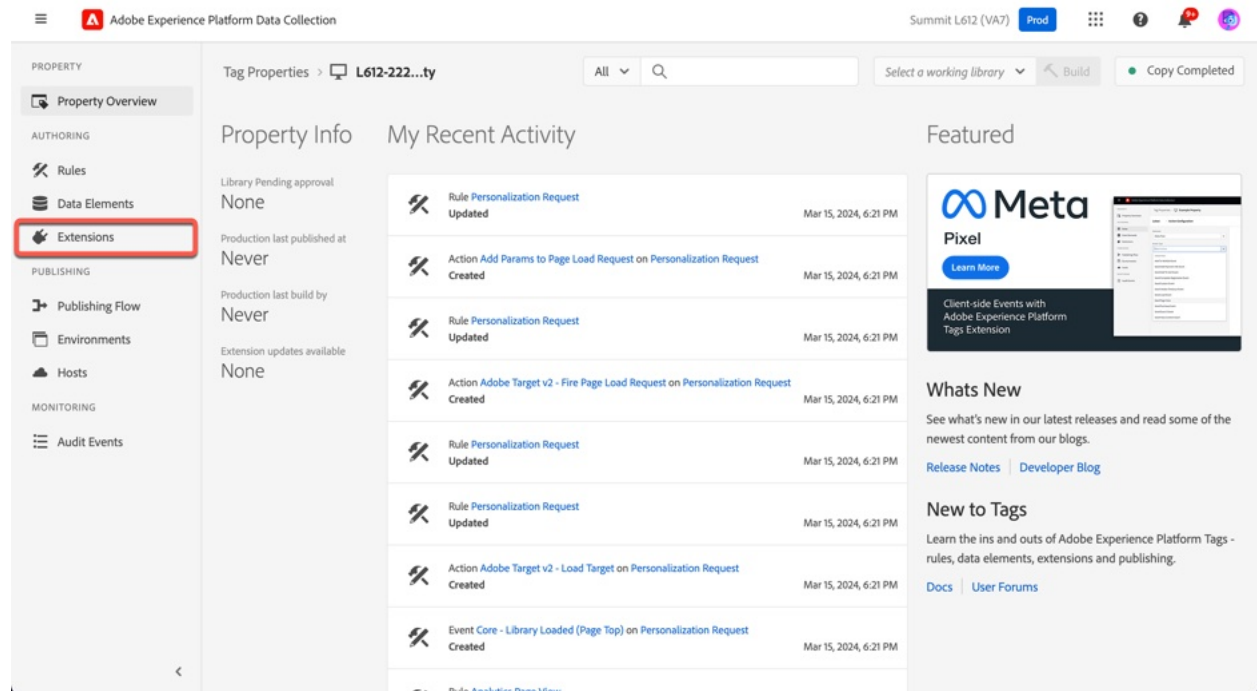 Adobe Experience Platform Data Collection
Summit L612 (VA7)
Prod
9+
PROPERTY
Property Overview
AUTHORING
Rules
Data Elements
Extensions
PUBLISHING
Publishing Flow
Environments
Hosts
MONITORING
Audit Events
Tag Properties > L612-222...ty
All
Select a working library
Build
Copy Completed
Property Info
Library Pending approval
None
Production last published at
Never
Production last build by
Never
Extension updates available
None
My Recent Activity
Rule Personalization Request
Updated
Mar 15, 2024, 6:21 PM
Action Add Params to Page Load Request on Personalization Request
Created
Mar 15, 2024, 6:21 PM
Rule Personalization Request
Updated
Mar 15, 2024, 6:21 PM
Action Adobe Target v2 - Fire Page Load Request on Personalization Request
Created
Mar 15, 2024, 6:21 PM
Rule Personalization Request
Updated
Mar 15, 2024, 6:21 PM
Rule Personalization Request
Updated
Mar 15, 2024, 6:21 PM
Action Adobe Target v2 - Load Target on Personalization Request
Created
Mar 15, 2024, 6:21 PM
Event Core - Library Loaded (Page Top) on Personalization Request
Created
Mar 15, 2024, 6:21 PM
Rule Analytics Page View
Featured
Meta
Pixel
Learn More
Client-side Events with
Adobe Experience Platform
Tags Extension
Whats New
See what's new in our latest releases and read some of the
newest content from our blogs.
Release Notes
Developer Blog
New to Tags
Learn the ins and outs of Adobe Experience Platform Tags -
rules, data elements, extensions and publishing.
Docs
User Forums